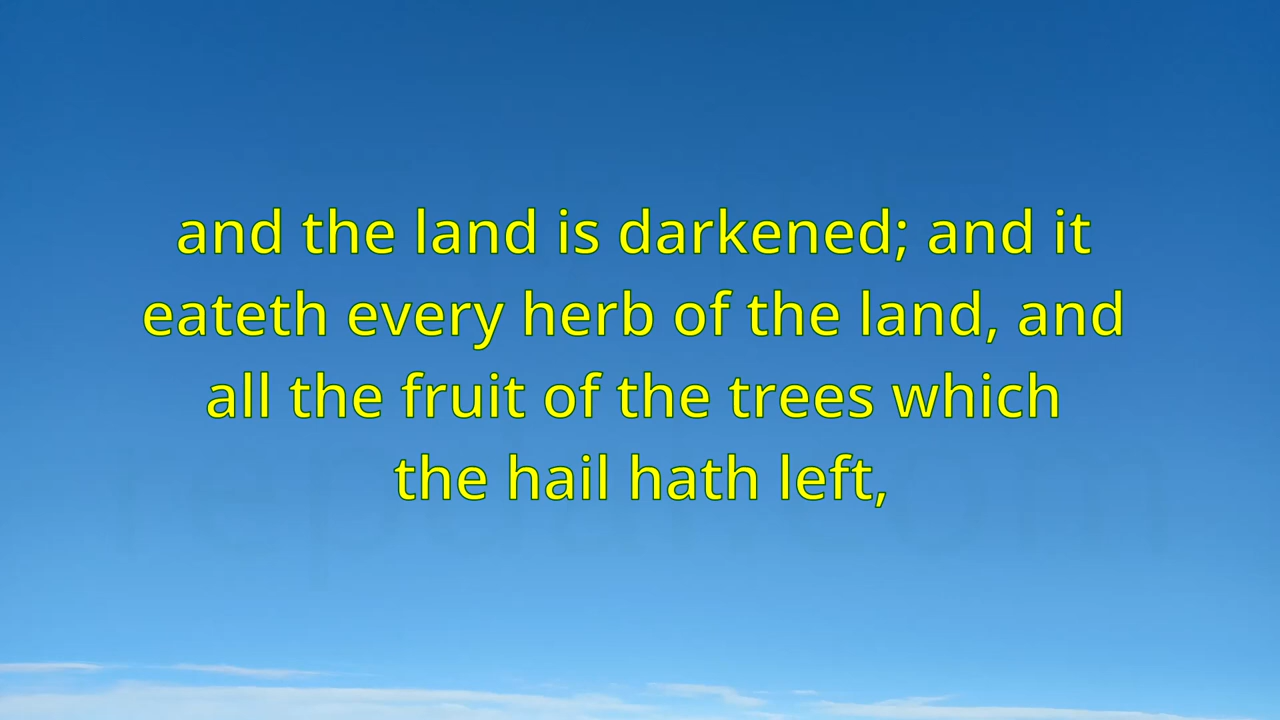 and the land is darkened; and it
eateth every herb of the land, and
all the fruit of the trees which
the hail hath left,